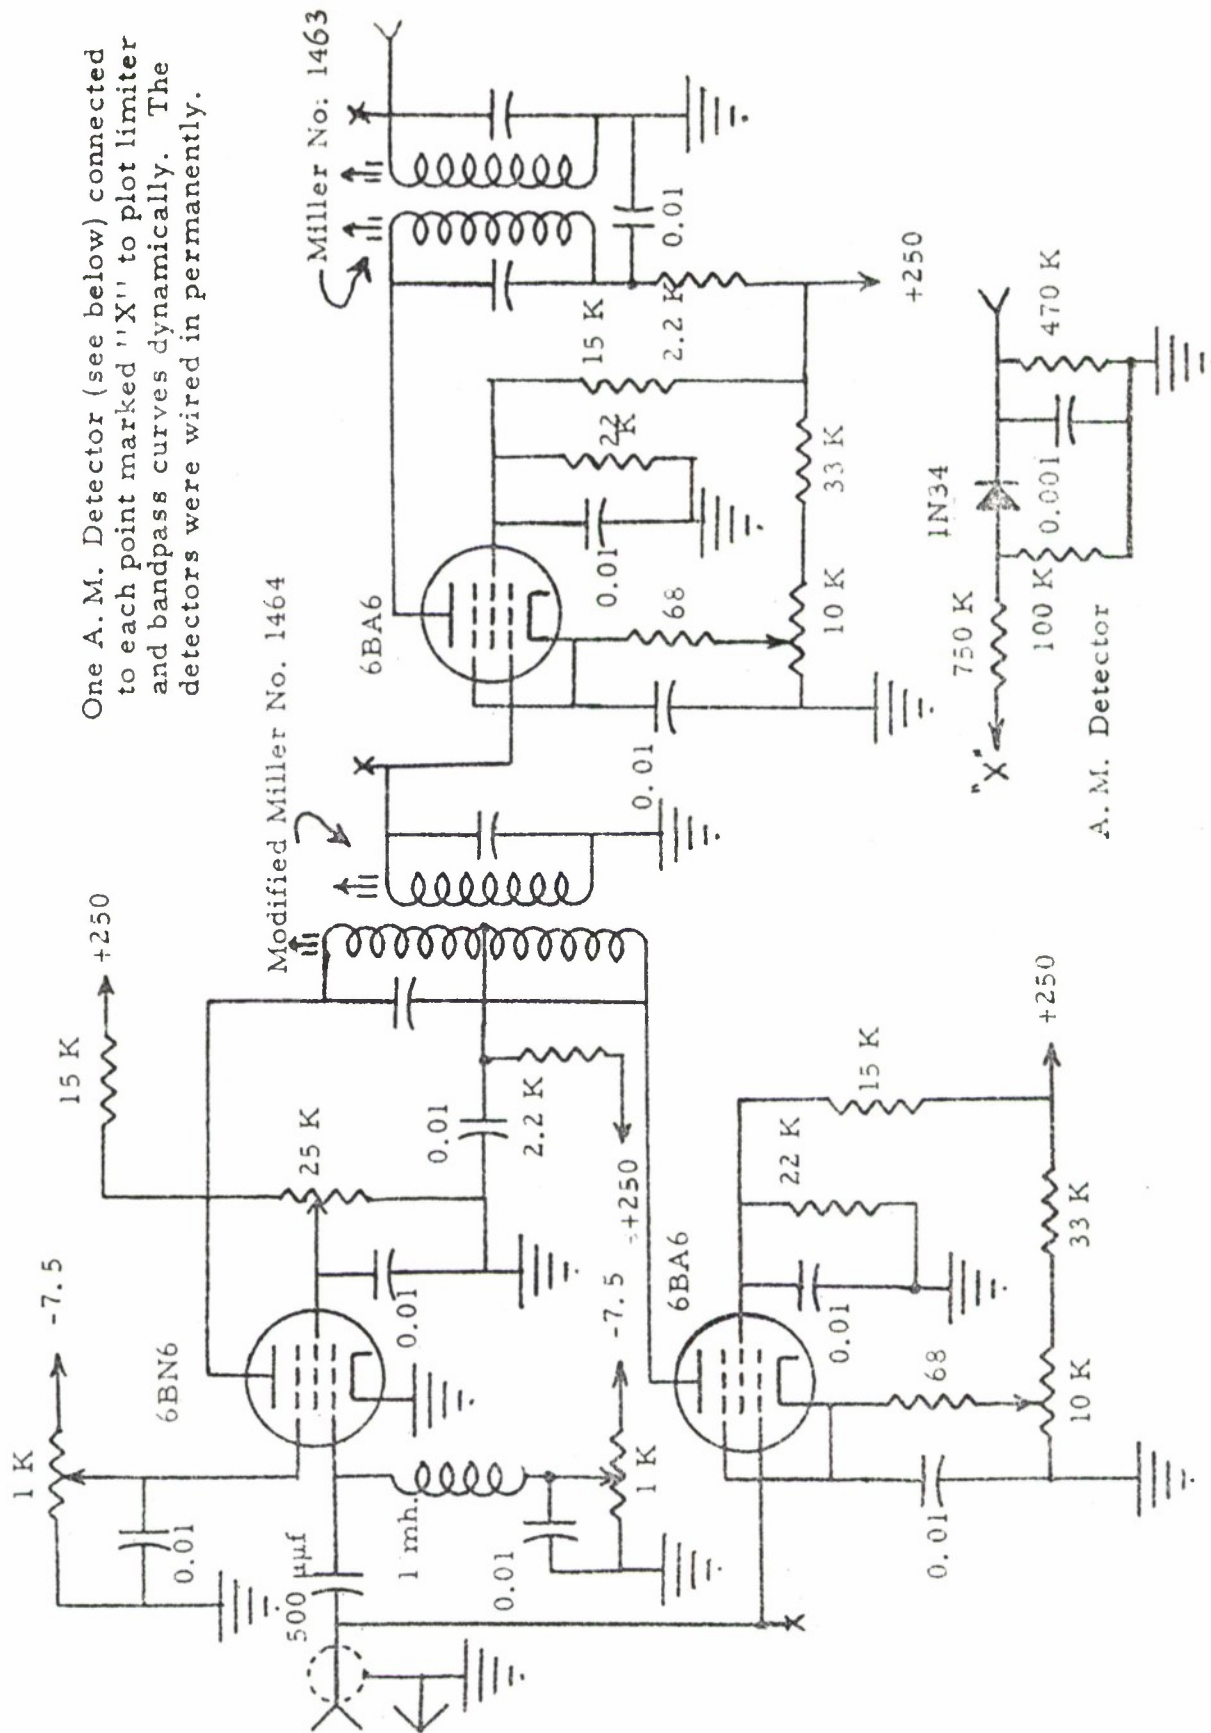 One A. M. Detector (see below) connected
to each point marked "X" to plot limiter
and bandpass curves dynamically. The
detectors were wired in permanently.
1 K
-7.5
0.01
500 μμf
6BN6
15 K
+250
25 K
0.01
0.01
2.2 K
+250
1 mh.
0.01
-7.5
1 K
Modified Miller No. 1464
X
6BA6
Miller No: 1463
X
0.01
15 K
2.2 K
22
K
0.01
68
0.01
10 K
33 K
+250
X
6BA6
22 K
15 K
0.01
68
0.01
10 K
33 K
+250
"X"
750 K
1N34
100 K
0.001
470 K
A. M. Detector